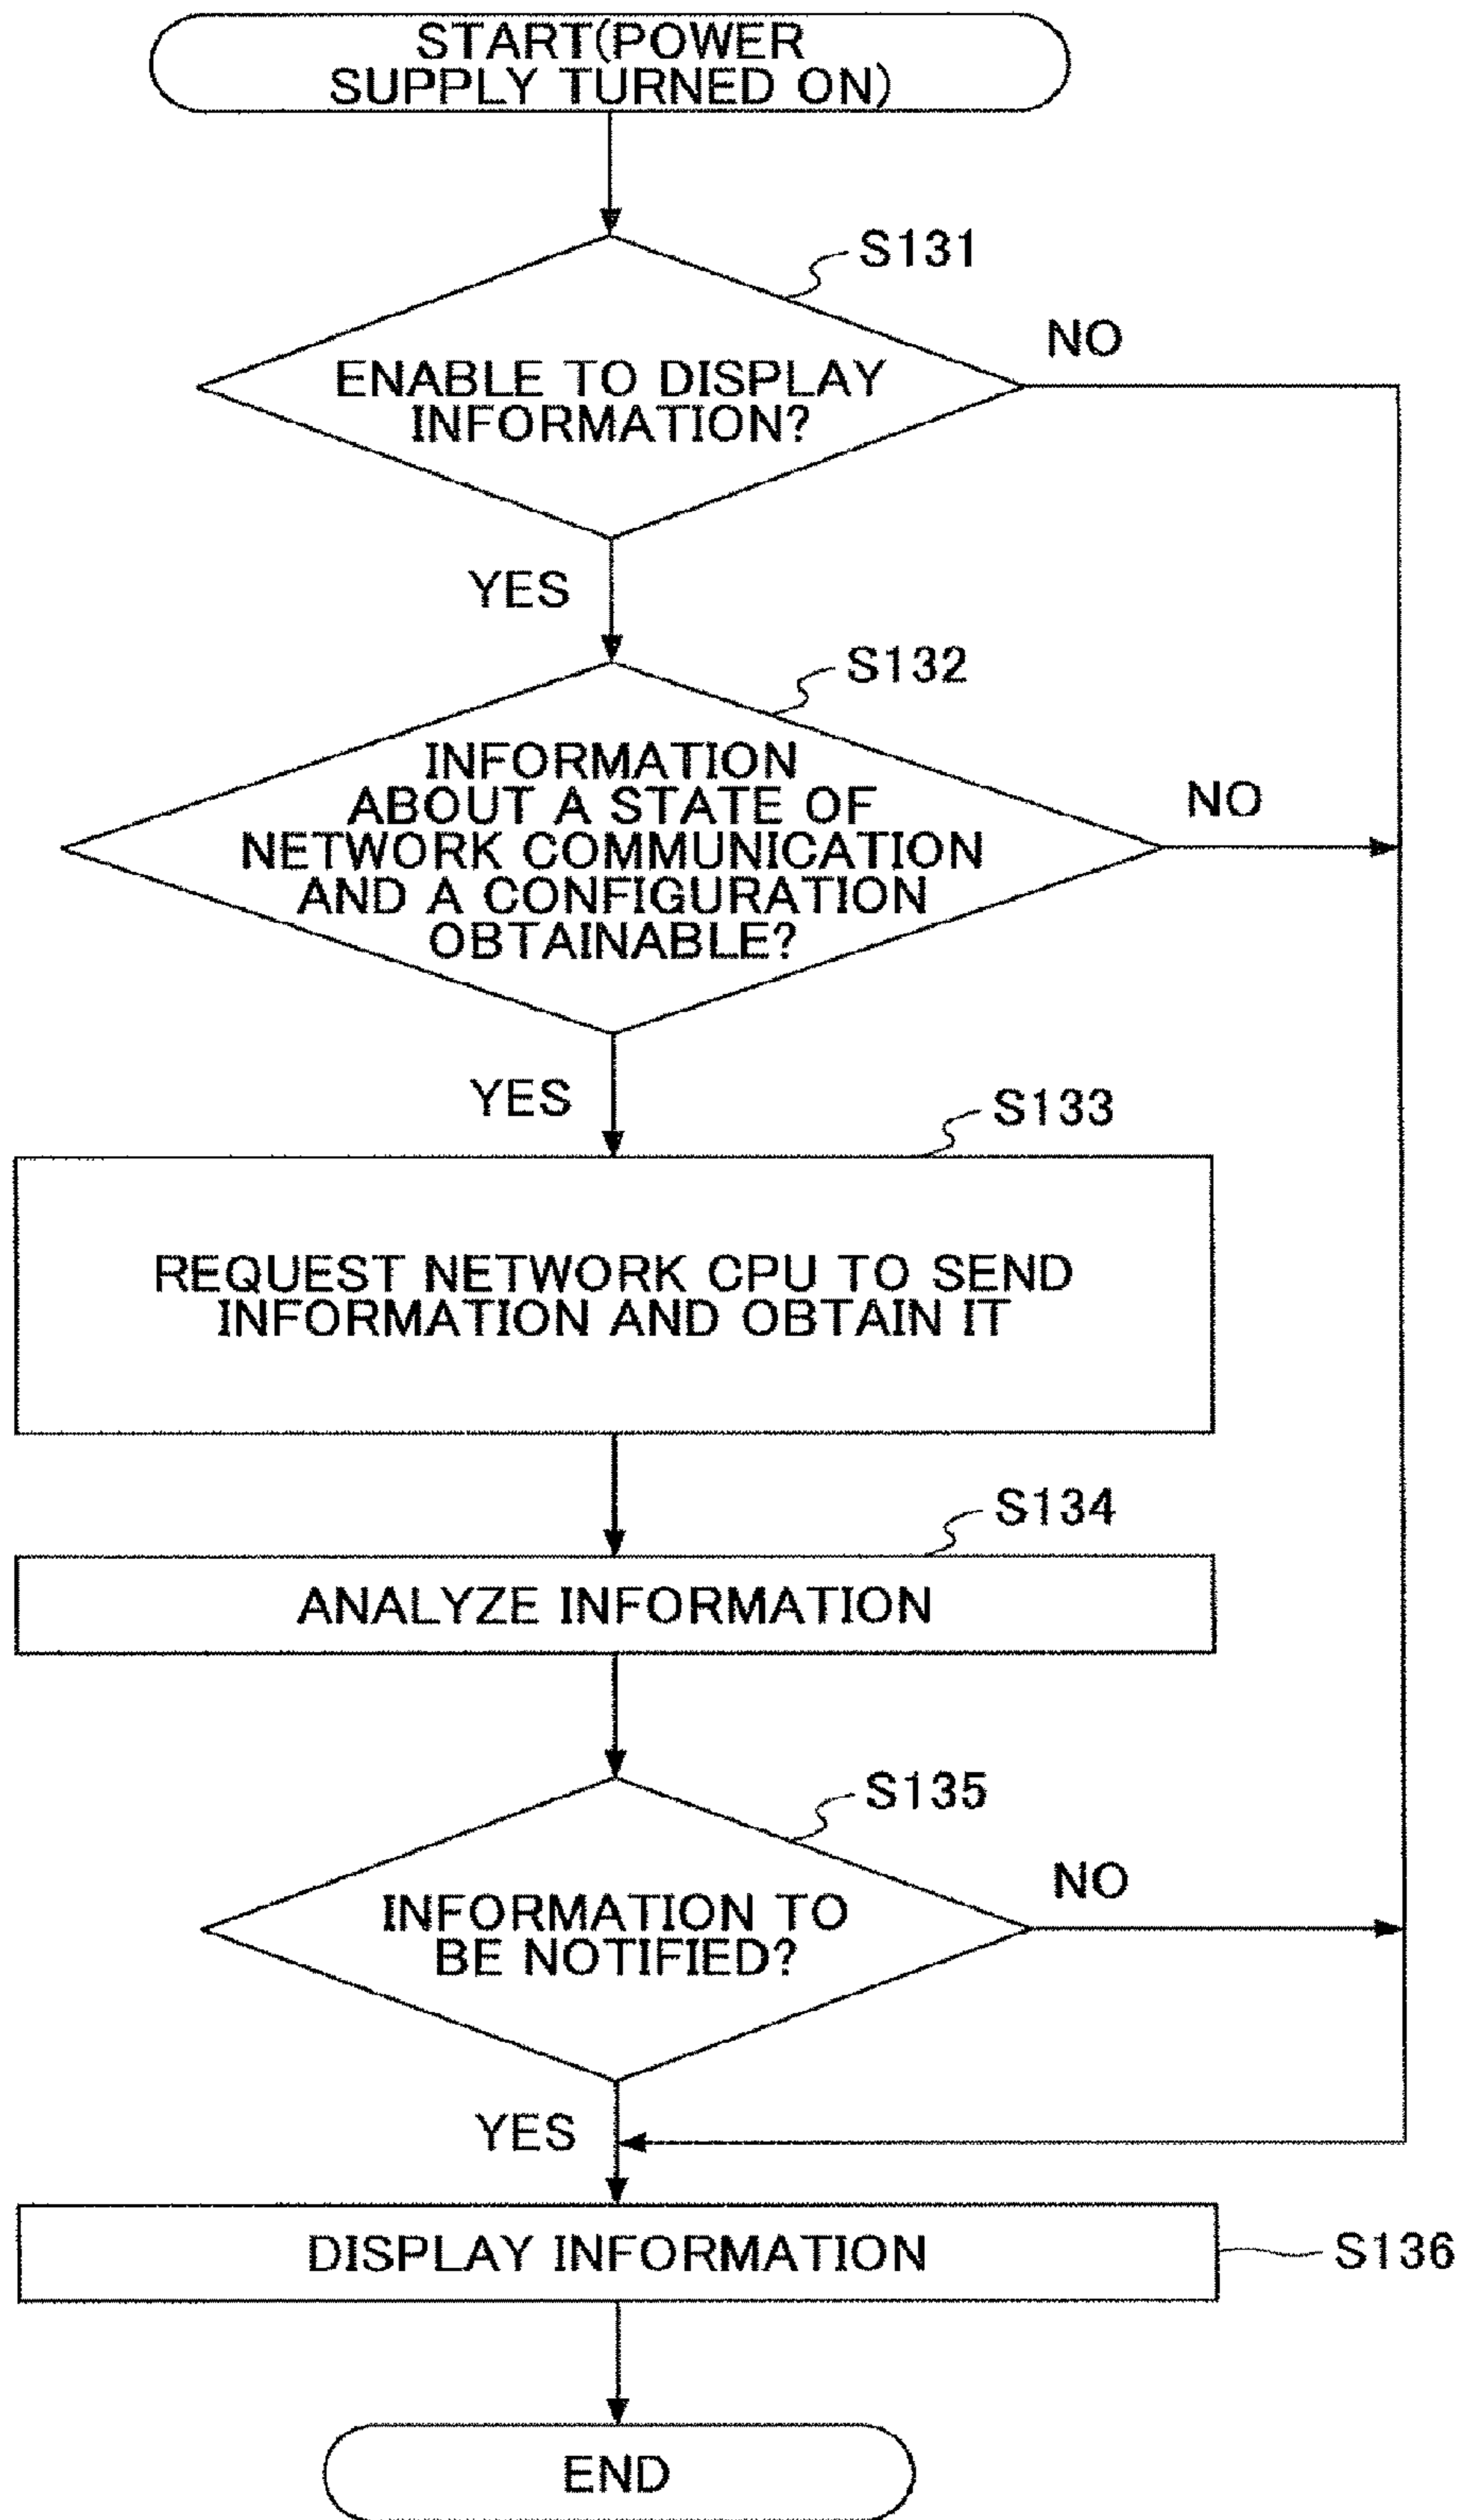 START(POWER
SUPPLY TURNED ON)
S131
NO
ENABLE TO DISPLAY
INFORMATION?
YES
S132
INFORMATION
ABOUT A STATE OF
NETWORK COMMUNICATION
AND A CONFIGURATION
OBTAINABLE?
NO
YES
S133
REQUEST NETWORK CPU TO SEND
INFORMATION AND OBTAIN IT
S134
ANALYZE INFORMATION
S135
NO
INFORMATION TO
BE NOTIFIED?
YES
DISPLAY INFORMATION
S136
END